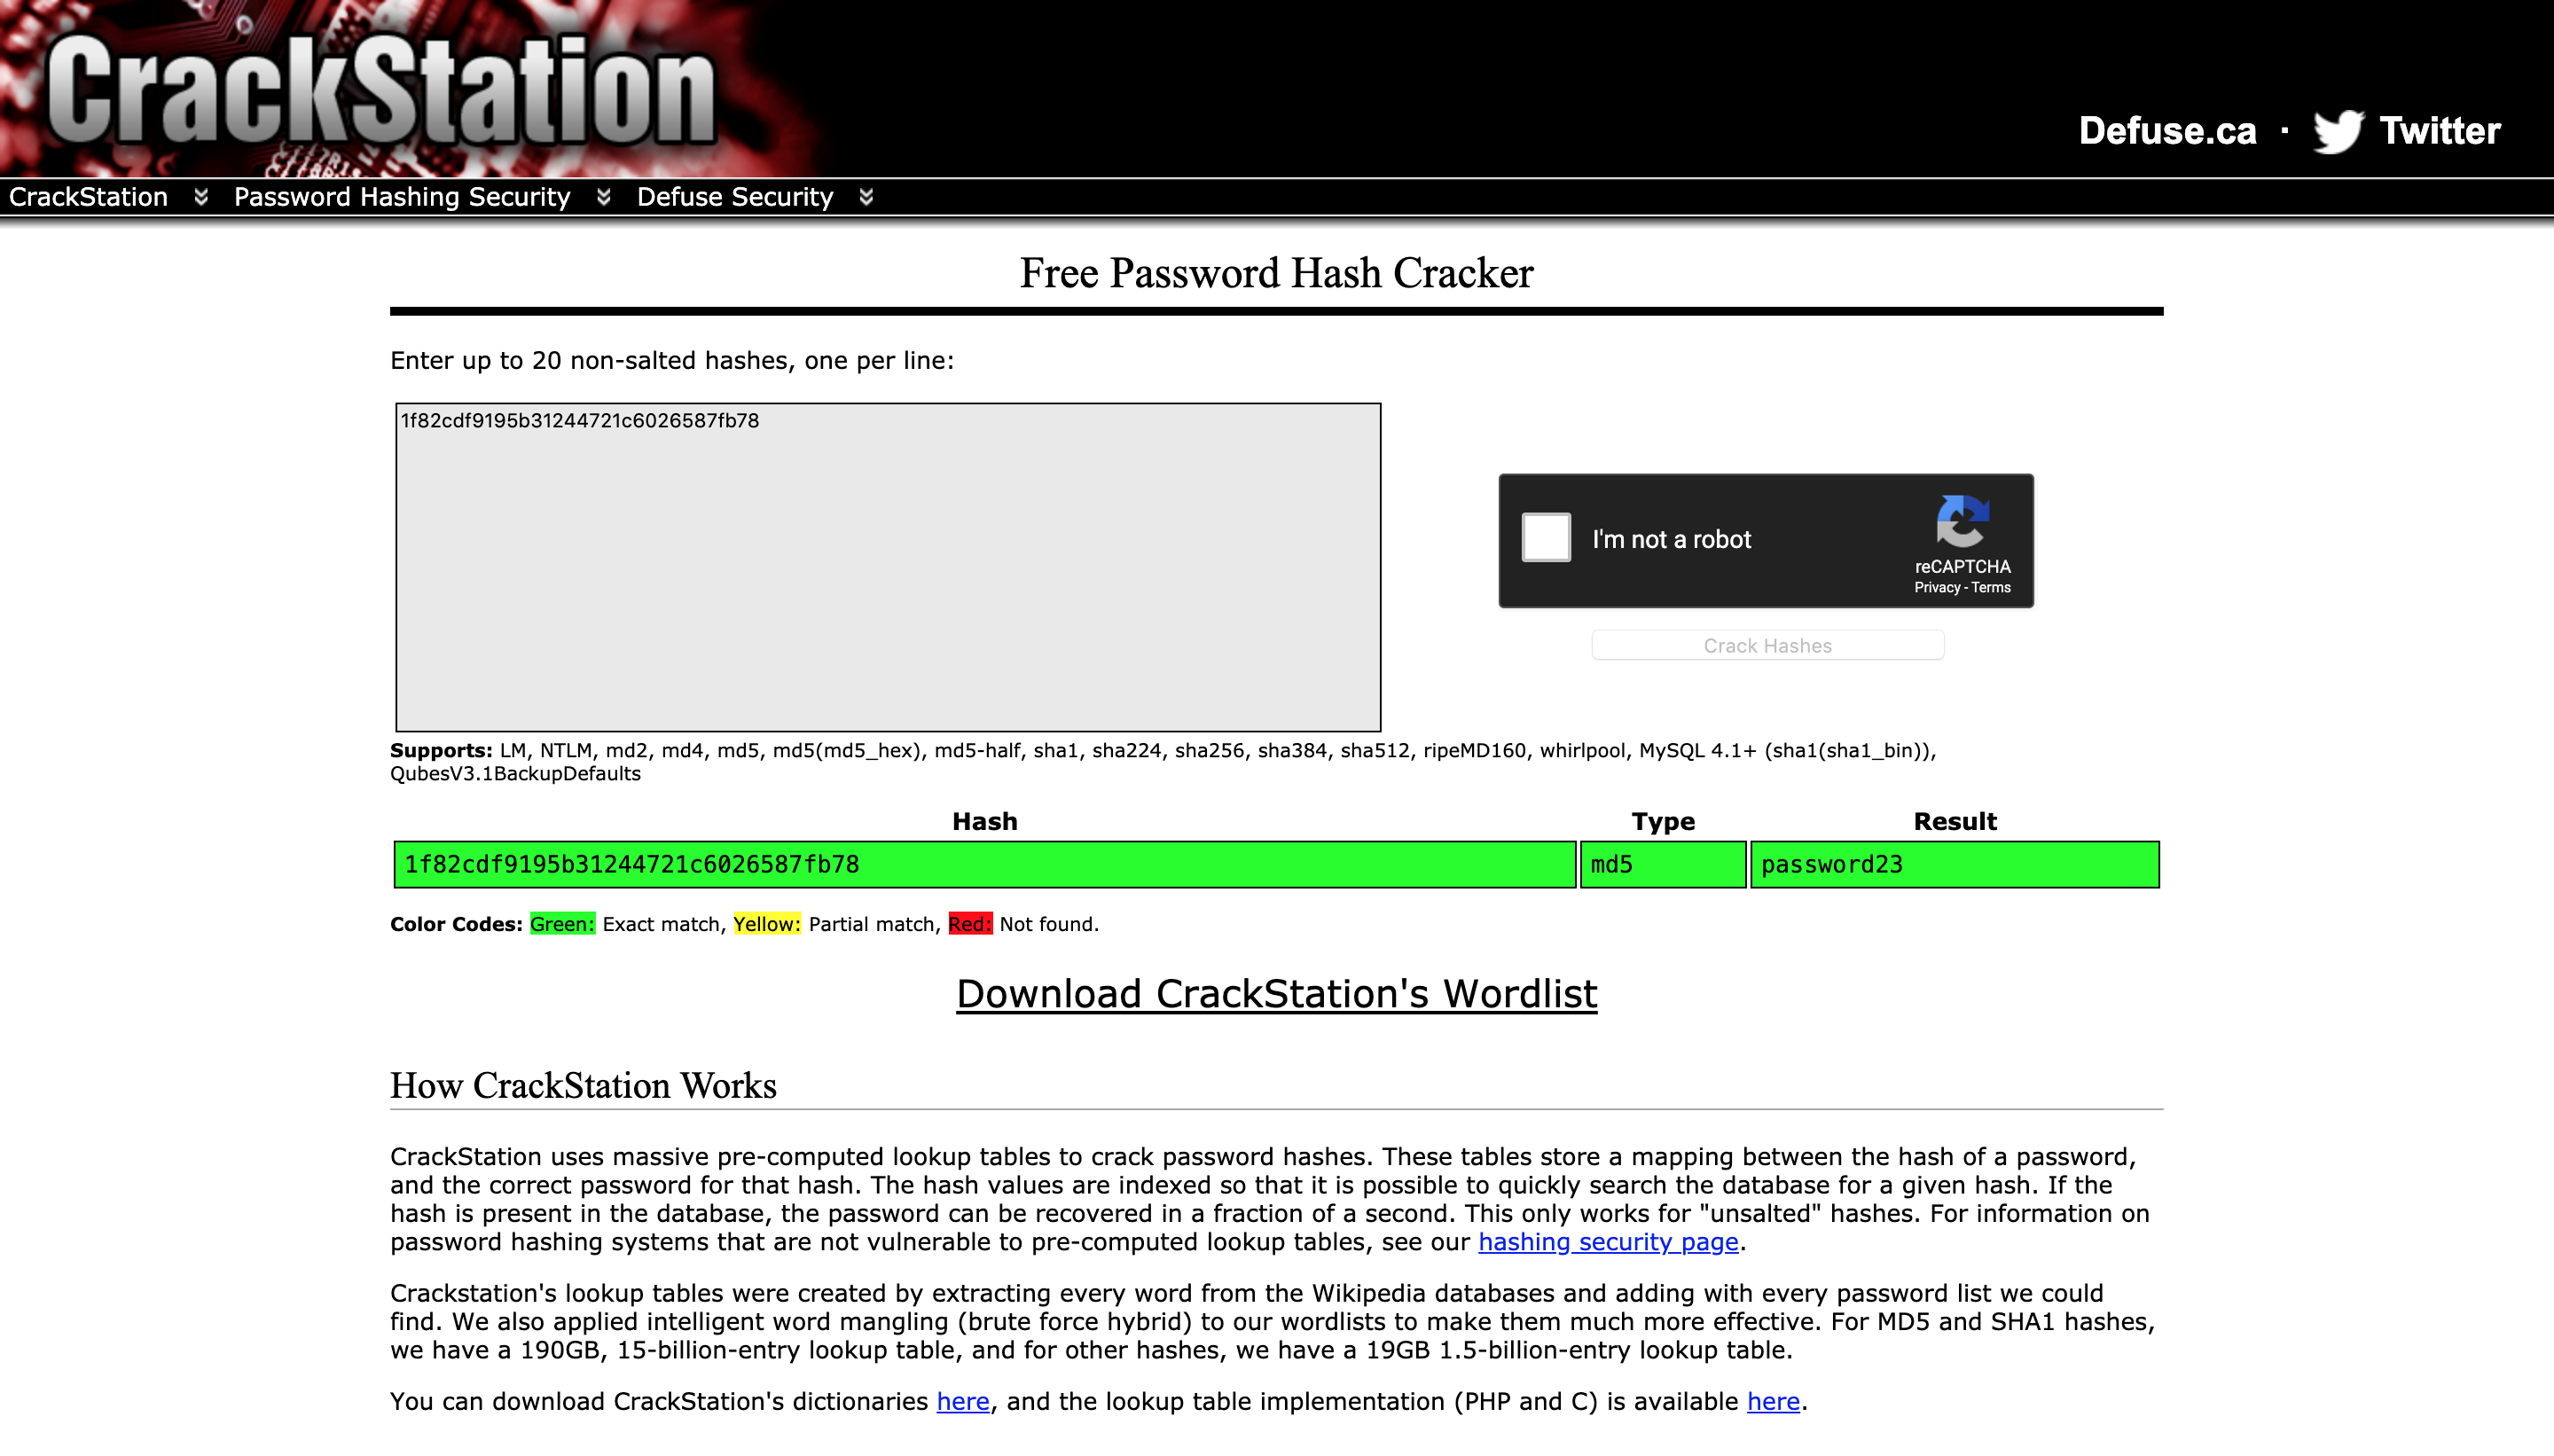 CrackStation
Defuse.ca · Twitter
CrackStation Password Hashing Security Defuse Security
Free Password Hash Cracker
Enter up to 20 non-salted hashes, one per line:
1f82cdf9195b31244721c6026587fb78
I'm not a robot
reCAPTCHA
Privacy - Terms
Crack Hashes
Supports: LM, NTLM, md2, md4, md5, md5(md5_hex), md5-half, sha1, sha224, sha256, sha384, sha512, ripeMD160, whirlpool, MySQL 4.1+ (sha1(sha1_bin)),
QubesV3.1BackupDefaults
Hash Type Result
1f82cdf9195b31244721c6026587fb78 md5 password23
Color Codes: Green: Exact match, Yellow: Partial match, Red: Not found.
Download CrackStation's Wordlist
How CrackStation Works
CrackStation uses massive pre-computed lookup tables to crack password hashes. These tables store a mapping between the hash of a password,
and the correct password for that hash. The hash values are indexed so that it is possible to quickly search the database for a given hash. If the
hash is present in the database, the password can be recovered in a fraction of a second. This only works for "unsalted" hashes. For information on
password hashing systems that are not vulnerable to pre-computed lookup tables, see our hashing security page.
Crackstation's lookup tables were created by extracting every word from the Wikipedia databases and adding with every password list we could
find. We also applied intelligent word mangling (brute force hybrid) to our wordlists to make them much more effective. For MD5 and SHA1 hashes,
we have a 190GB, 15-billion-entry lookup table, and for other hashes, we have a 19GB 1.5-billion-entry lookup table.
You can download CrackStation's dictionaries here, and the lookup table implementation (PHP and C) is available here.